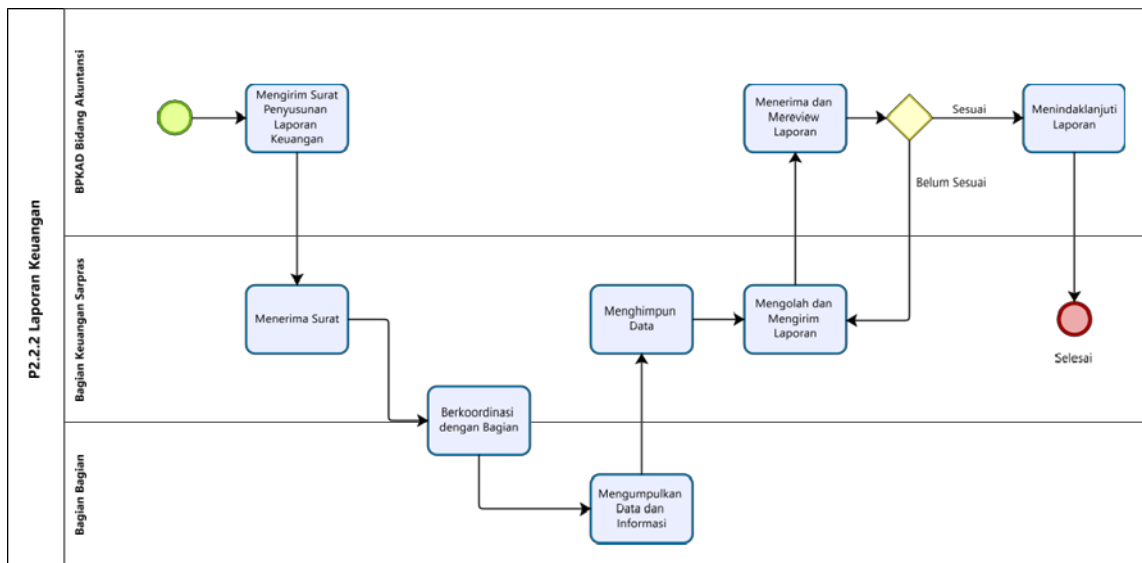 P2.2.2 Laporan Keuangan
BPKAD Bidang Akuntansi
Mengirim Surat
Penyusunan
Laporan
Keuangan
Menerima dan
Mereview
Laporan
Sesuai
Menindaklanjuti
Laporan
Belum Sesuai
Bagian Keuangan Sarpras
Menerima Surat
Menghimpun
Data
Mengolah dan
Mengirim
Laporan
Selesai
Berkoordinasi
dengan Bagian
Bagian Bagian
Mengumpulkan
Data dan
Informasi